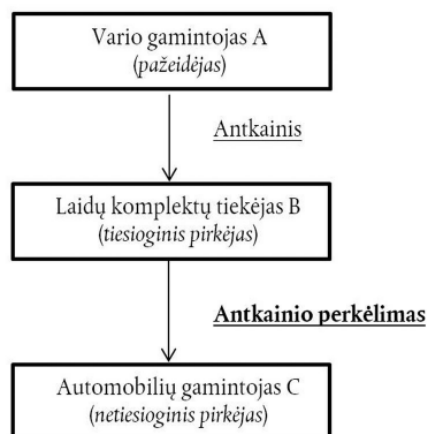 Vario gamintojas A
(pažeidėjas)
Antkainis
Laidų komplektų tiekėjas B
(tiesioginis pirkėjas)
Antkainio perkėlimas
Automobilių gamintojas C
(netiesioginis pirkėjas)